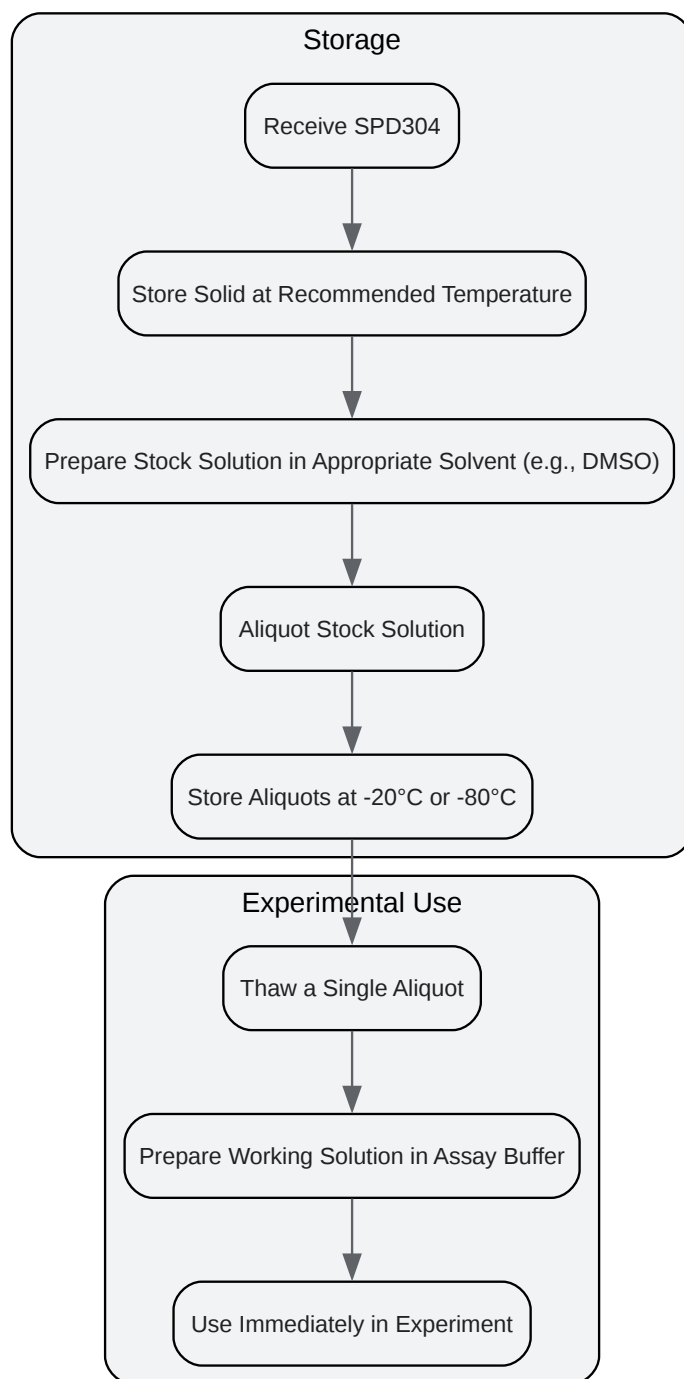 Storage
Receive SPD304
Store Solid at Recommended Temperature
Prepare Stock Solution in Appropriate Solvent (e.g., DMSO)
Aliquot Stock Solution
Store Aliquots at -20°C or -80°C
Experimental Use
Thaw a Single Aliquot
Prepare Working Solution in Assay Buffer
Use Immediately in Experiment